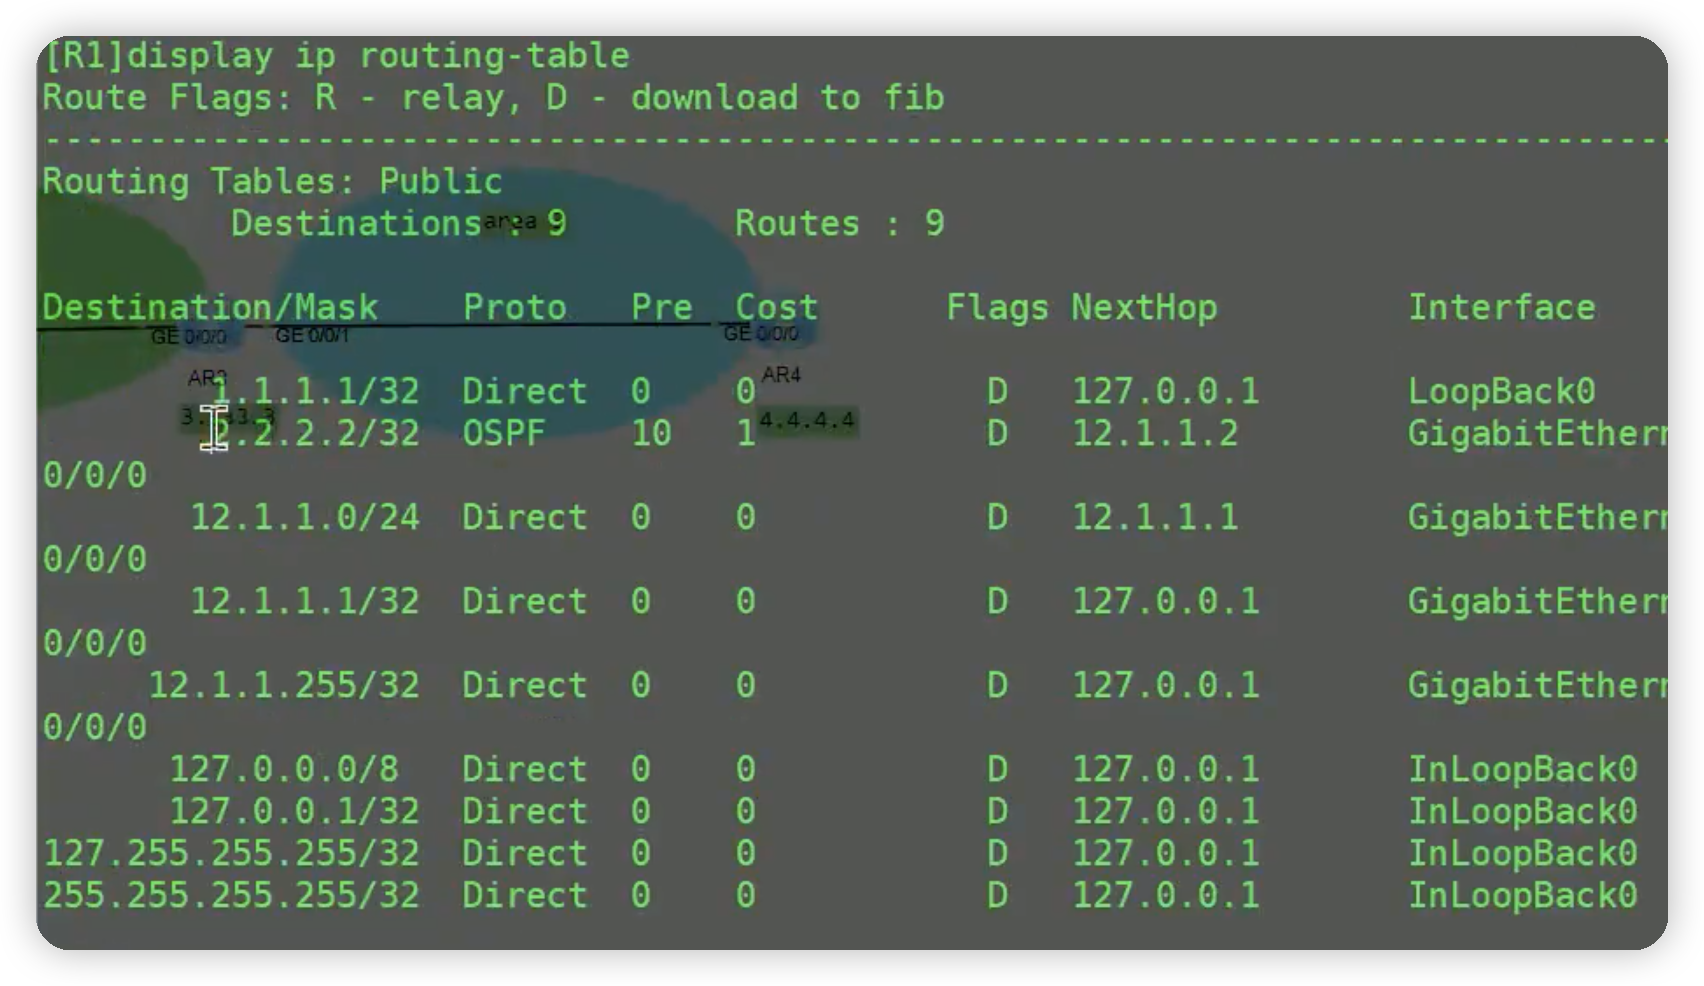 [R1]display ip routing-table
Route Flags: R - relay, D - download to fib
------------------------------------------------------------------------------
Routing Tables: Public
Destinations : 9 Routes : 9
area
Destination/Mask Proto Pre Cost Flags NextHop Interface
GE 0/0/0 GE 0/0/1 GE 0/0/0
AR3 AR4
1.1.1.1/32 Direct 0 0 D 127.0.0.1 LoopBack0
4.4.4.4
2.2.2.2/32 OSPF 10 1 D 12.1.1.2 GigabitEthern
0/0/0
12.1.1.0/24 Direct 0 0 D 12.1.1.1 GigabitEthern
0/0/0
12.1.1.1/32 Direct 0 0 D 127.0.0.1 GigabitEthern
0/0/0
12.1.1.255/32 Direct 0 0 D 127.0.0.1 GigabitEthern
0/0/0
127.0.0.0/8 Direct 0 0 D 127.0.0.1 InLoopBack0
127.0.0.1/32 Direct 0 0 D 127.0.0.1 InLoopBack0
127.255.255.255/32 Direct 0 0 D 127.0.0.1 InLoopBack0
255.255.255.255/32 Direct 0 0 D 127.0.0.1 InLoopBack0